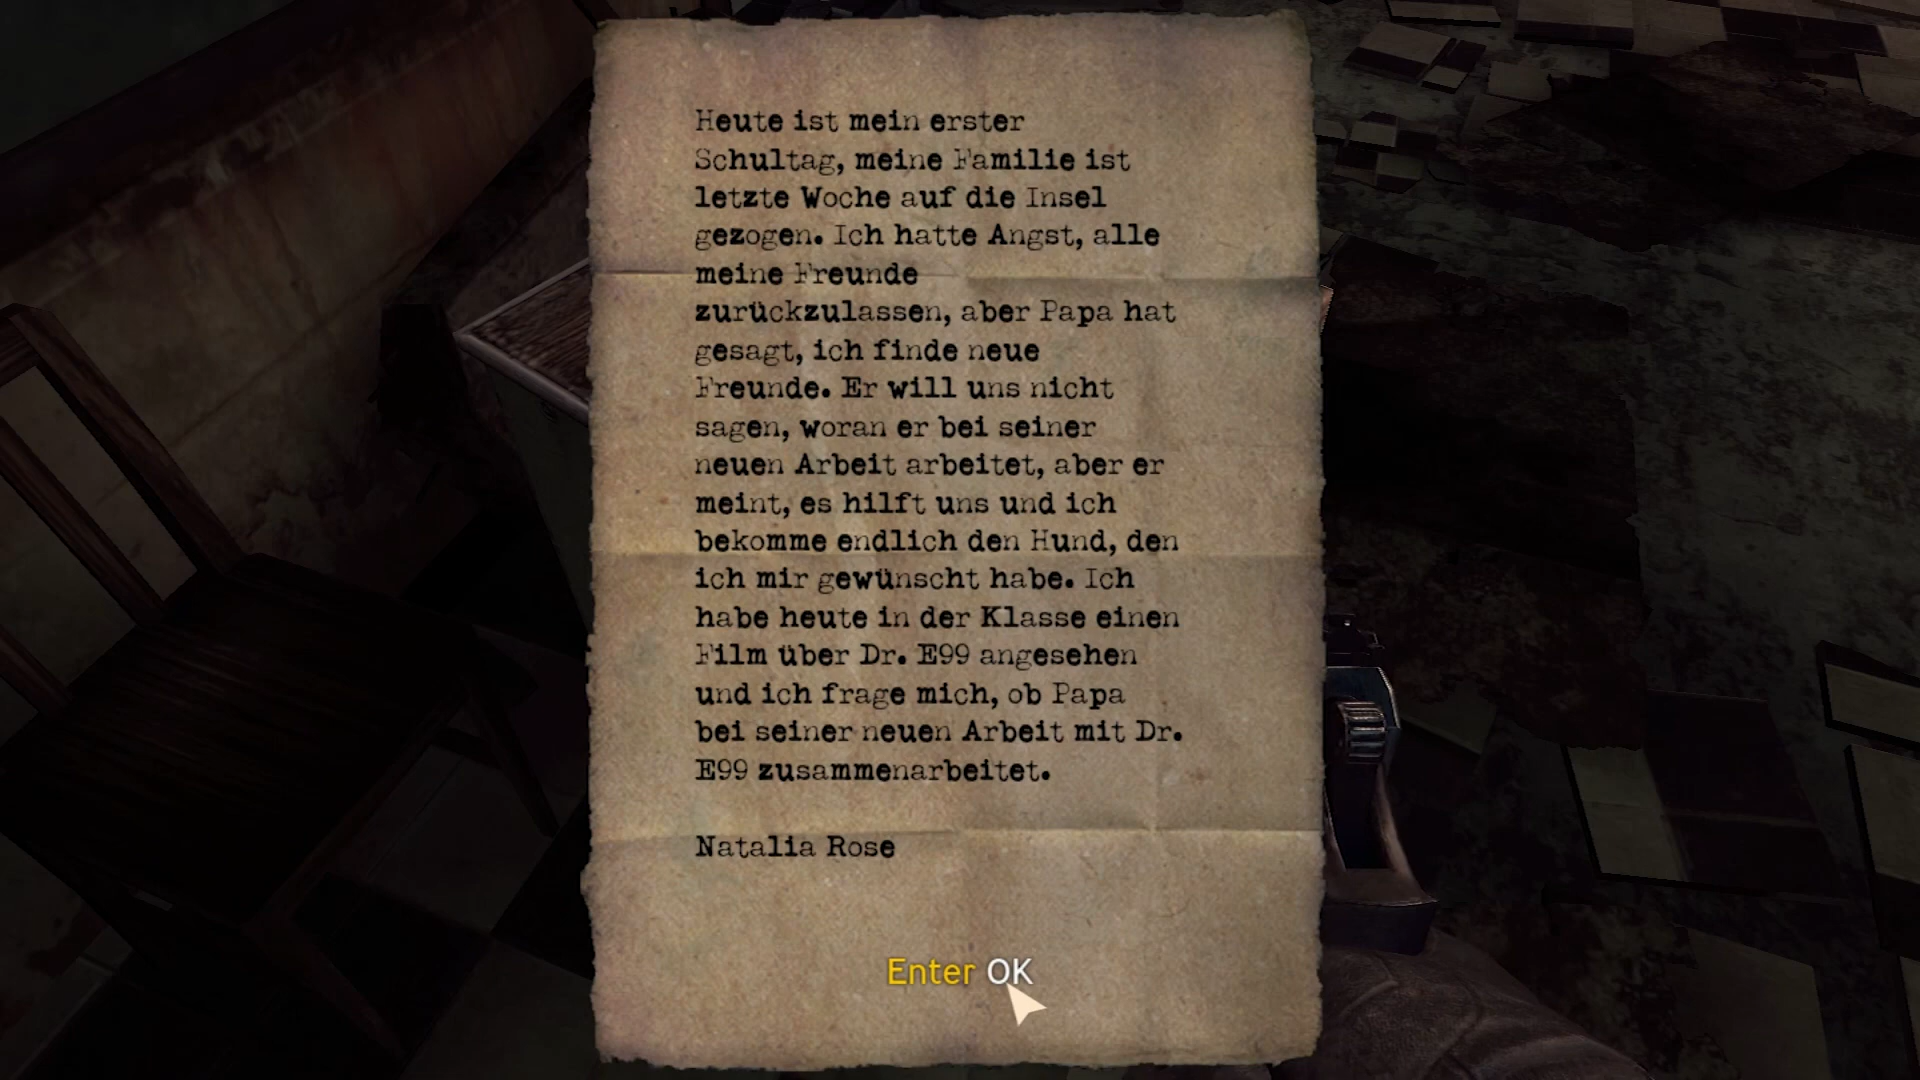 Heute ist mein erster
Schultag, meine Familie ist
letzte Woche auf die Insel
gezogen. Ich hatte Angst, alle
meine Freunde
zurückzulassen, aber Papa hat
gesagt, ich finde neue
Freunde. Er will uns nicht
sagen, woran er bei seiner
neuen Arbeit arbeitet, aber er
meint, es hilft uns und ich
bekomme endlich den Hund, den
ich mir gewünscht habe. Ich
habe heute in der Klasse einen
Film über Dr. E99 angesehen
und ich frage mich, ob Papa
bei seiner neuen Arbeit mit Dr.
E99 zusammenarbeitet.
Natalia Rose
Enter OK